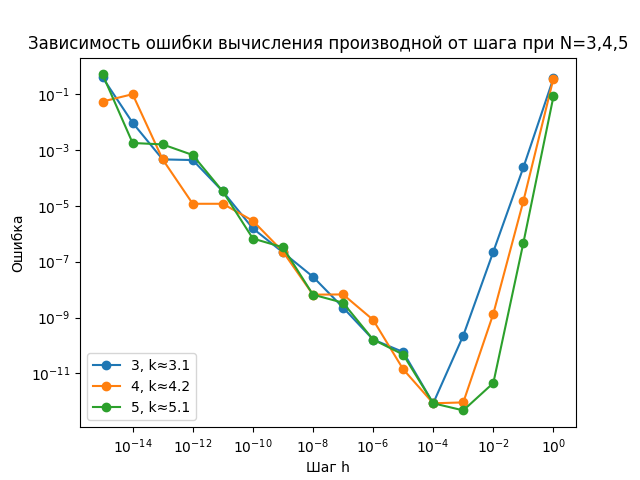 Зависимость ошибки вычисления производной от шага при N=3,4,5
Ошибка
10⁻¹
10⁻³
10⁻⁵
10⁻⁷
10⁻⁹
10⁻¹¹
3, k≈3.1
4, k≈4.2
5, k≈5.1
10⁻¹⁴ 10⁻¹² 10⁻¹⁰ 10⁻⁸ 10⁻⁶ 10⁻⁴ 10⁻² 10⁰
Шаг h